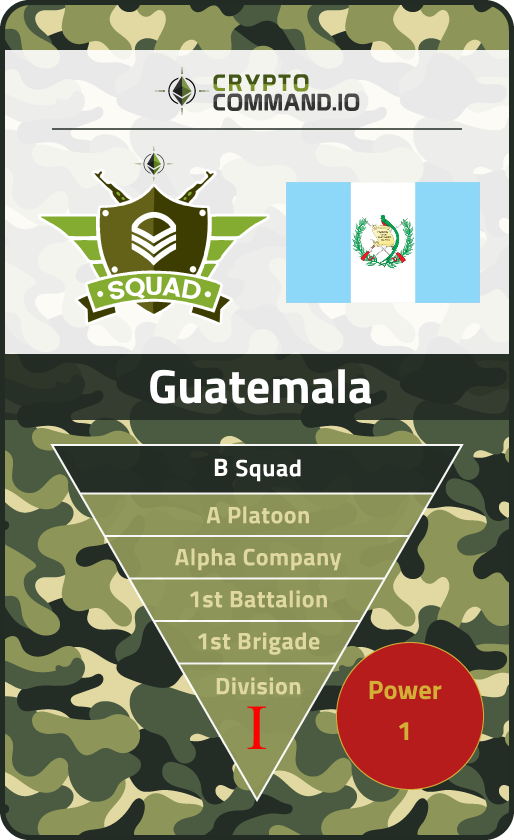 CRYPTO
COMMAND.IO
SQUAD
Guatemala
B Squad
A Platoon
Alpha Company
1st Battalion
1st Brigade
Division
I
Power
1